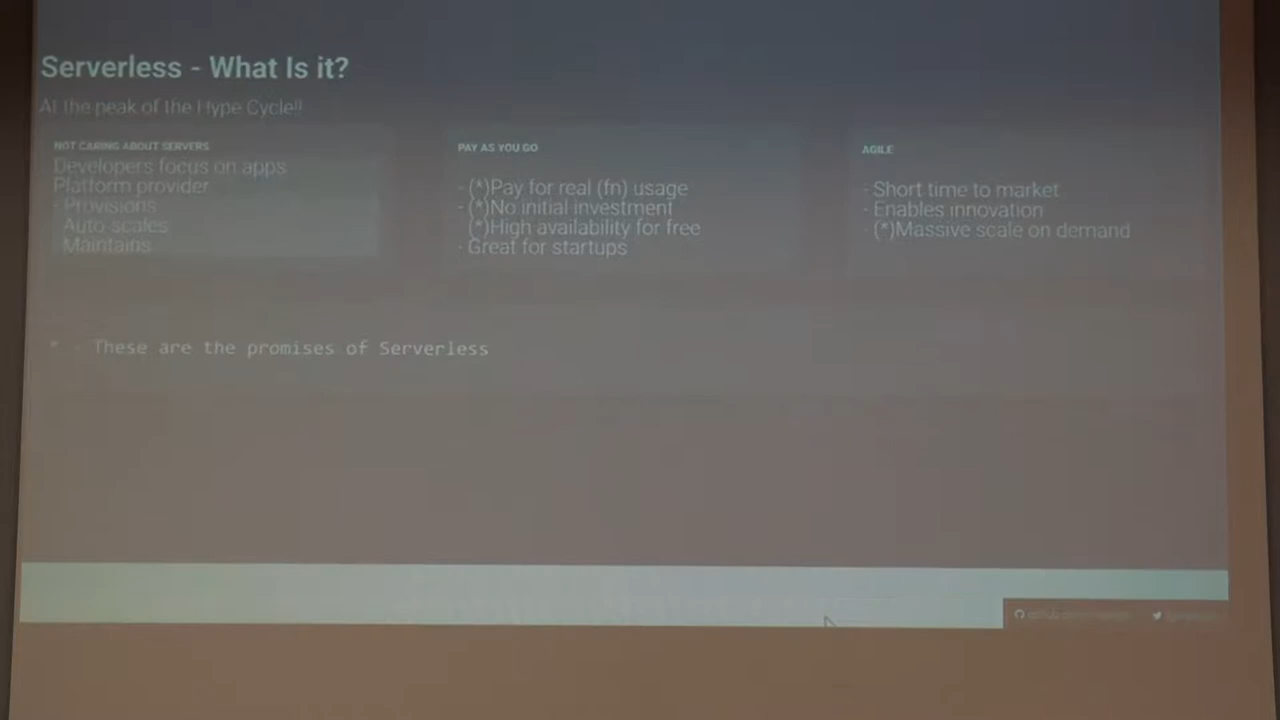 Serverless - What Is it?
At the peak of the Hype Cycle!!
NOT CARING ABOUT SERVERS
Developers focus on apps
Platform provider
- Provisions
- Auto-scales
- Maintains
PAY AS YOU GO
- (*)Pay for real (fn) usage
- (*)No initial investment
(*)High availability for free
- Great for startups
AGILE
- Short time to market
- Enables innovation
- (*)Massive scale on demand
* - These are the promises of Serverless